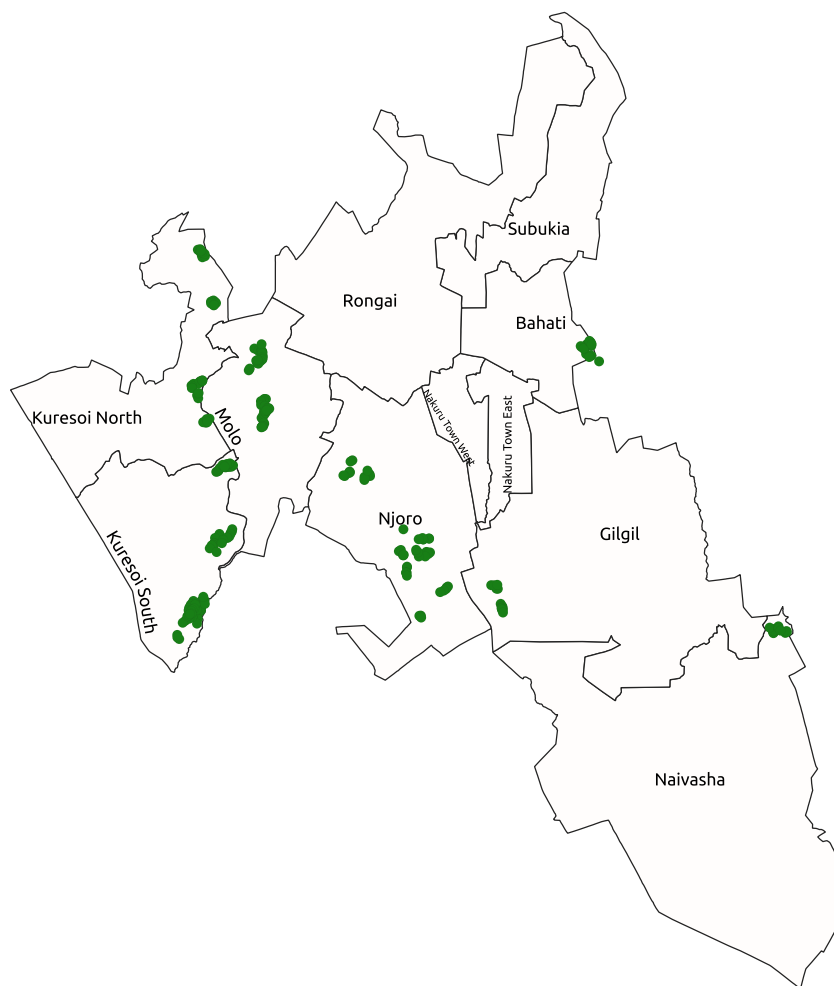 Subukia
Rongai
Bahati
Kuresoi North
Molo
Nakuru Town West
Nakuru Town East
Njoro
Gilgil
Kuresoi South
Naivasha